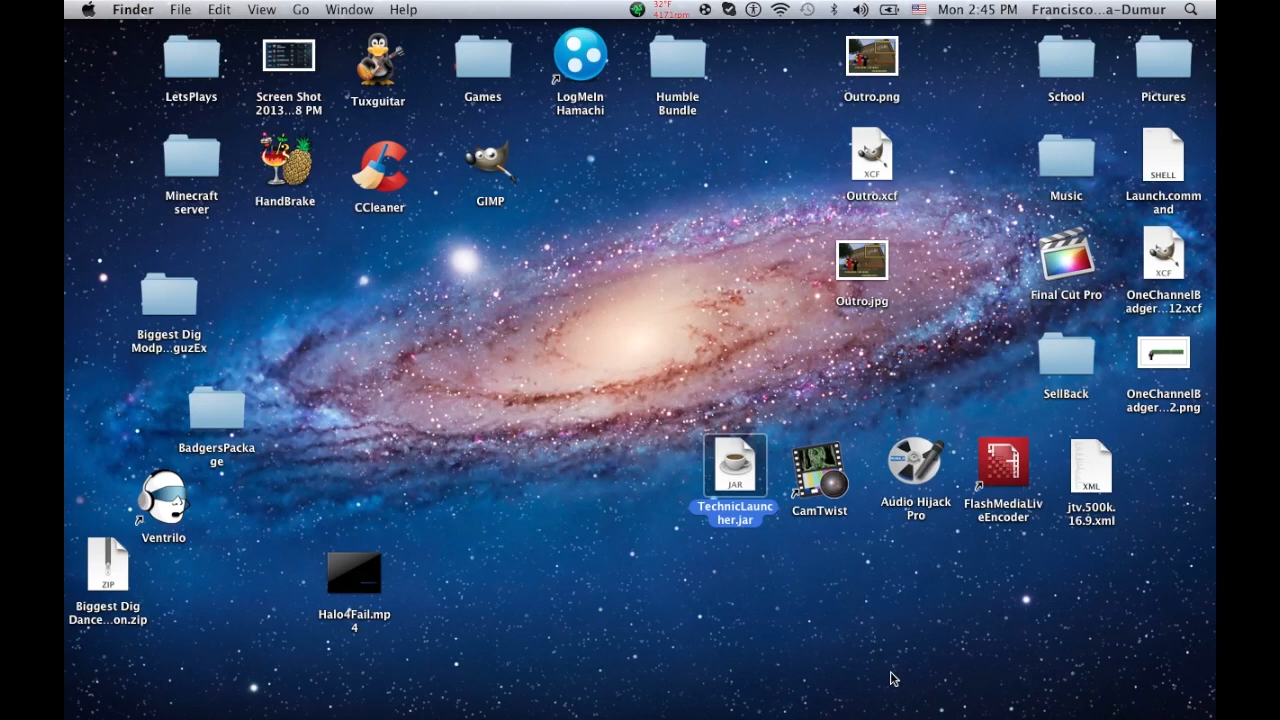 Finder File Edit View Go Window Help 32°F 4171rpm Mon 2:45 PM Francisco...a-Dumur
LetsPlays
Screen Shot
2013...8 PM
Tuxguitar
Games
LogMeIn
Hamachi
Humble
Bundle
Outro.png
School
Pictures
Minecraft
server
HandBrake
CCleaner
GIMP
XCF
Outro.xcf
Music
SHELL
Launch.comm
and
Biggest Dig
Modp...guzEx
Outro.jpg
Final Cut Pro
XCF
OneChannelB
adger...12.xcf
BadgersPacka
ge
SellBack
OneChannelB
adger...2.png
Ventrilo
JAR
TechnicLaunc
her.jar
CamTwist
Audio Hijack
Pro
FlashMediaLiv
eEncoder
XML
jtv.500k.
16.9.xml
ZIP
Biggest Dig
Dance...on.zip
Halo4Fail.mp
4